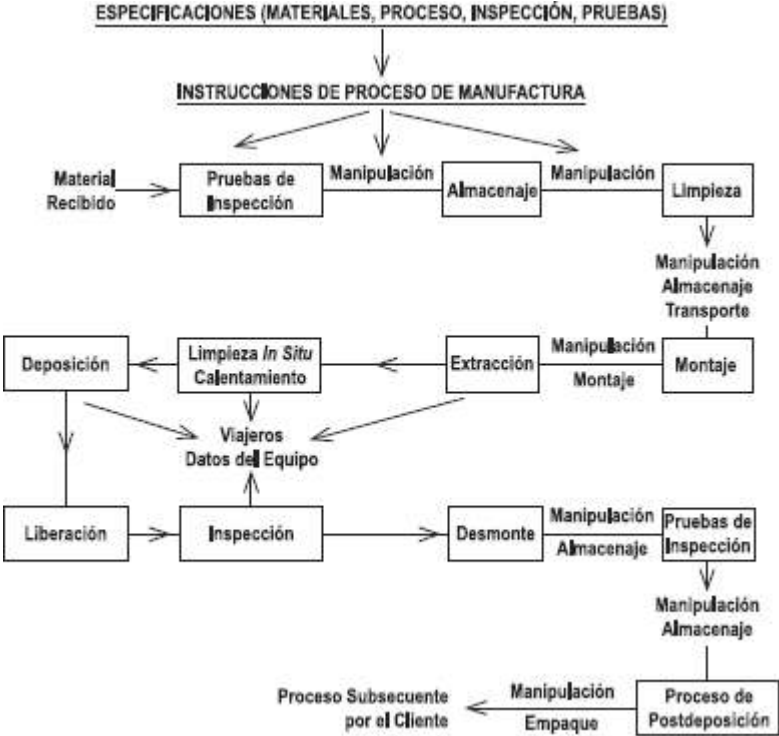 ESPECIFICACIONES (MATERIALES, PROCESO, INSPECCIÓN, PRUEBAS)
INSTRUCCIONES DE PROCESO DE MANUFACTURA
Material
Recibido
Pruebas de
Inspección
Manipulación
Almacenaje
Manipulación
Limpieza
Manipulación
Almacenaje
Transporte
Montaje
Manipulación
Montaje
Extracción
Limpieza In Situ
Calentamiento
Deposición
Viajeros
Datos del Equipo
Liberación
Inspección
Desmonte
Manipulación
Almacenaje
Pruebas de
Inspección
Manipulación
Almacenaje
Proceso de
Postdeposición
Manipulación
Empaque
Proceso Subsecuente
por el Cliente